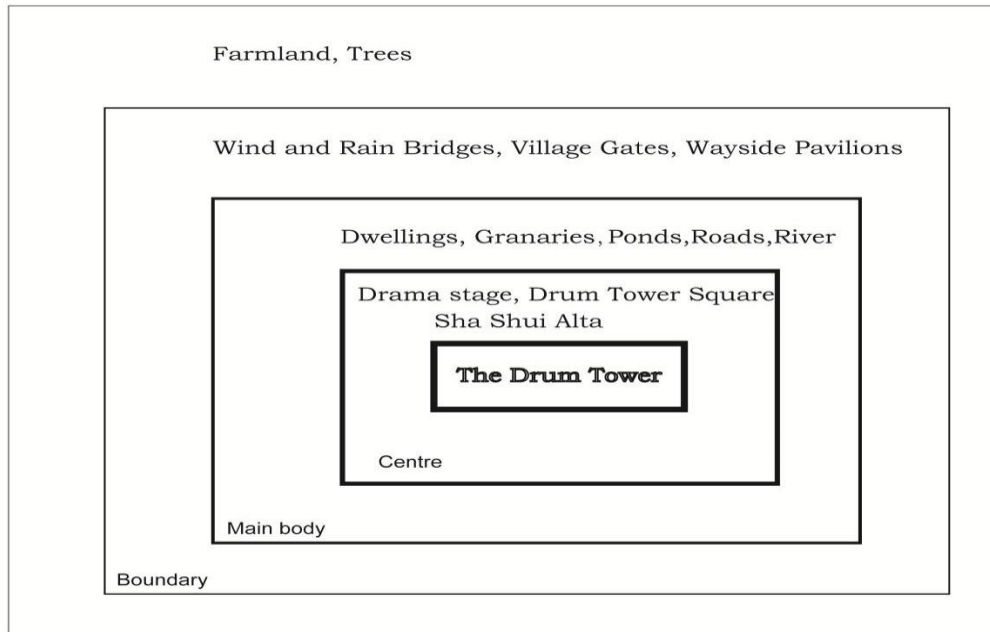 Farmland, Trees
Wind and Rain Bridges, Village Gates, Wayside Pavilions
Dwellings, Granaries, Ponds,Roads,River
Drama stage, Drum Tower Square
Sha Shui Alta
The Drum Tower
Centre
Main body
Boundary